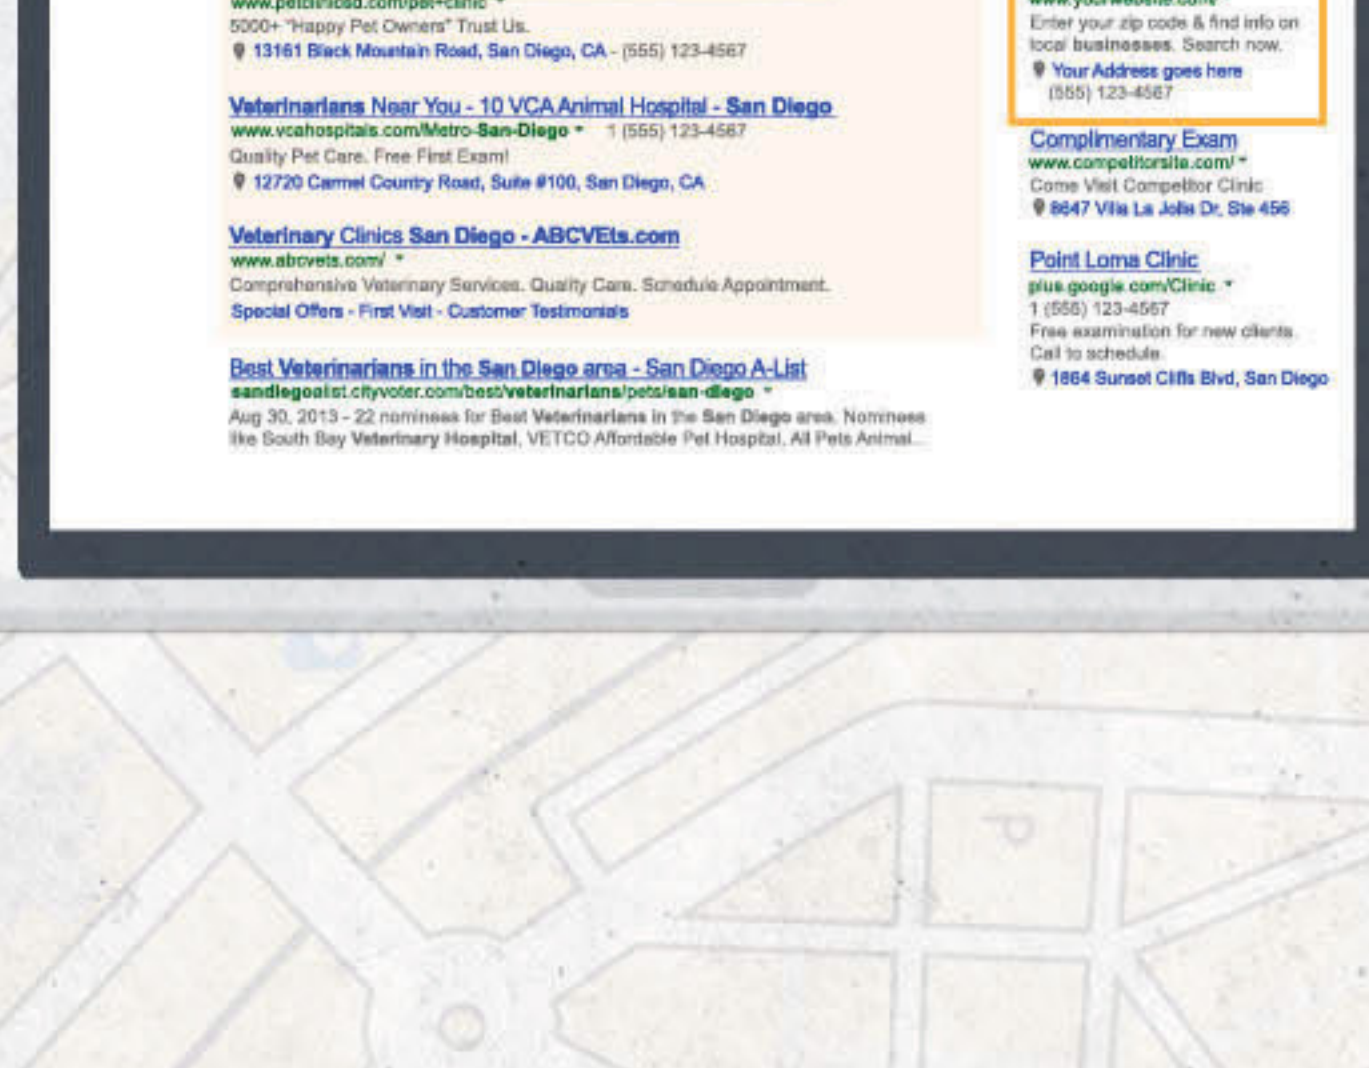 www.petclinicsd.com/pet+clinic
5000+ "Happy Pet Owners" Trust Us.
13161 Black Mountain Road, San Diego, CA - (555) 123-4567
Veterinarians Near You - 10 VCA Animal Hospital - San Diego
www.vcahospitals.com/Metro-San-Diego 1 (555) 123-4567
Quality Pet Care. Free First Exam!
12720 Carmel Country Road, Suite #100, San Diego, CA
Veterinary Clinics San Diego - ABCVEts.com
www.abcvets.com/
Comprehensive Veterinary Services. Quality Care. Schedule Appointment.
Special Offers - First Visit - Customer Testimonials
Best Veterinarians in the San Diego area - San Diego A-List
sandiegoalist.cityvoter.com/best/veterinarians/pets/san-diego
Aug 30, 2013 - 22 nominees for Best Veterinarians in the San Diego area. Nominees
like South Bay Veterinary Hospital, VETCO Affordable Pet Hospital, All Pets Animal...
www.yourwebsite.com/
Enter your zip code & find info on
local businesses. Search now.
Your Address goes here
(555) 123-4567
Complimentary Exam
www.competitorsite.com/
Come Visit Competitor Clinic
8647 Villa La Jolla Dr, Ste 456
Point Loma Clinic
plus.google.com/Clinic
1 (555) 123-4567
Free examination for new clients.
Call to schedule.
1864 Sunset Cliffs Blvd, San Diego
P